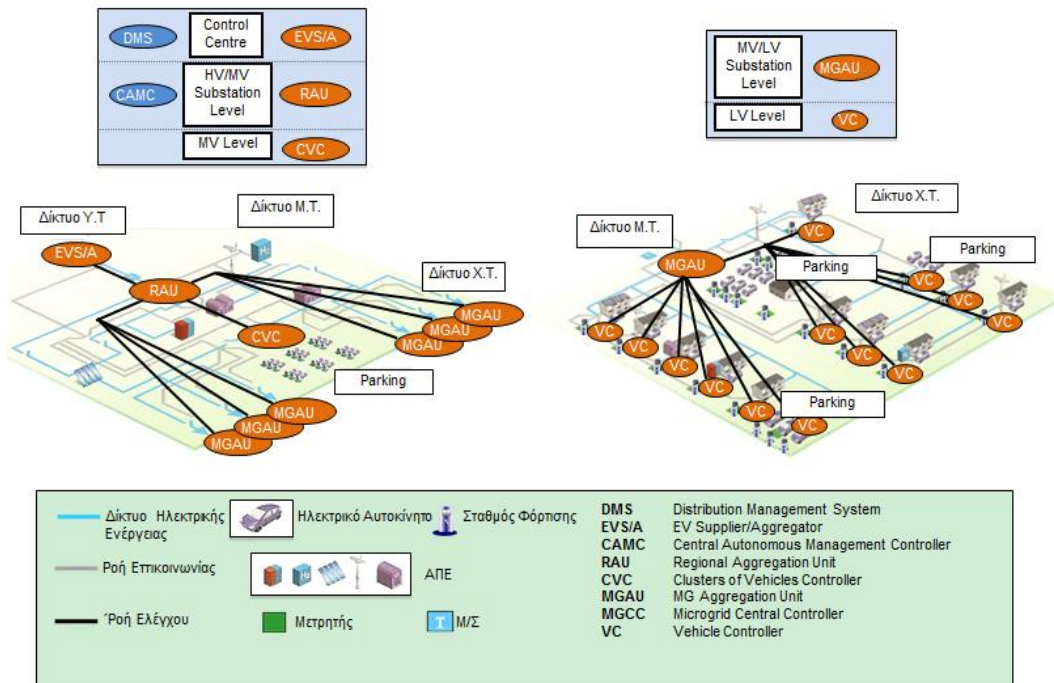 DMS
Control
Centre
EVS/A
CAMC
HV/MV
Substation
Level
RAU
MV Level
CVC
MV/LV
Substation
Level
MGAU
LV Level
VC
Δίκτυο Υ.Τ
Δίκτυο Μ.Τ.
EVS/A
RAU
Δίκτυο Χ.Τ.
MGAU
MGAU
MGAU
CVC
Parking
MGAU
MGAU
MGAU
Δίκτυο Χ.Τ.
Δίκτυο Μ.Τ.
VC
Parking
MGAU
Parking
VC
VC
VC
VC
VC
VC
VC
VC
VC
VC
Parking
VC
VC
Δίκτυο Ηλεκτρικής
Ενέργειας
Ηλεκτρικό Αυτοκίνητο
Σταθμός Φόρτισης
Ροή Επικοινωνίας
ΑΠΕ
Ροή Ελέγχου
Μετρητής
T
Μ/Σ
DMS Distribution Management System
EVS/A EV Supplier/Aggregator
CAMC Central Autonomous Management Controller
RAU Regional Aggregation Unit
CVC Clusters of Vehicles Controller
MGAU MG Aggregation Unit
MGCC Microgrid Central Controller
VC Vehicle Controller